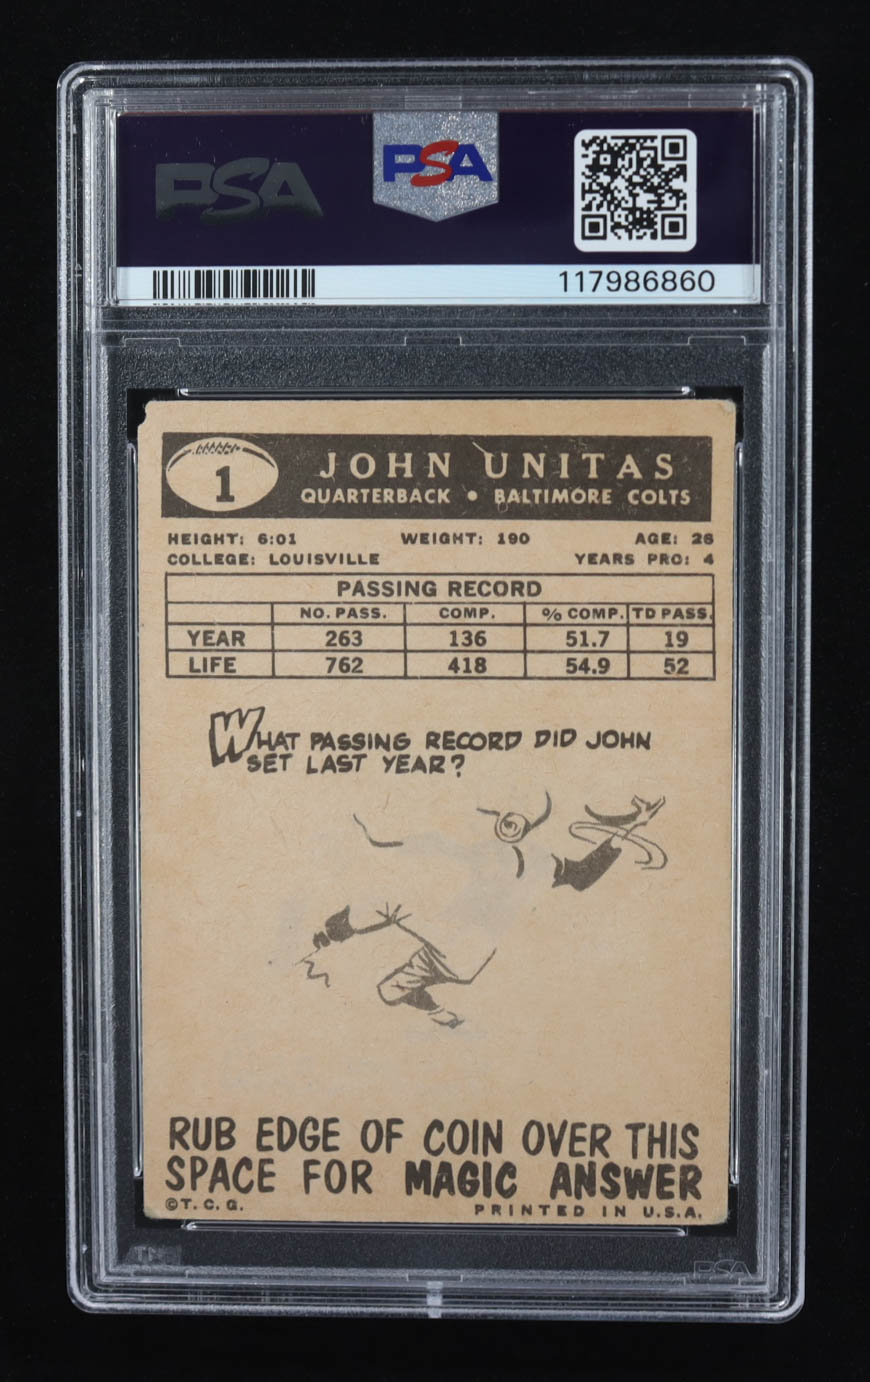 PSA
PSA
117986860
1
JOHN UNITAS
QUARTERBACK • BALTIMORE COLTS
HEIGHT: 6:01 WEIGHT: 190 AGE: 26
COLLEGE: LOUISVILLE YEARS PRO: 4
PASSING RECORD
NO. PASS. COMP. % COMP. TD PASS.
YEAR 263 136 51.7 19
LIFE 762 418 54.9 52
WHAT PASSING RECORD DID JOHN
SET LAST YEAR?
RUB EDGE OF COIN OVER THIS
SPACE FOR MAGIC ANSWER
©T.C.G. PRINTED IN U.S.A.
PSA